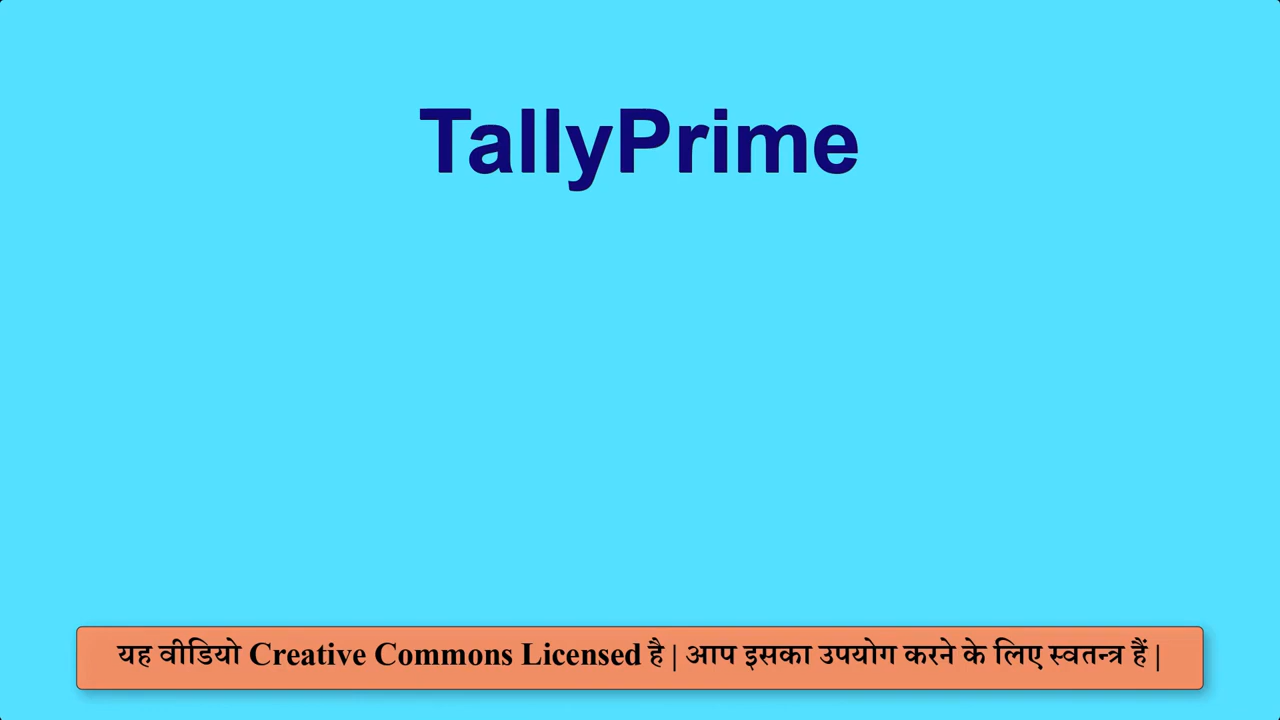 TallyPrime
यह वीडियो Creative Commons Licensed है | आप इसका उपयोग करने के लिए स्वतन्त्र हैं |